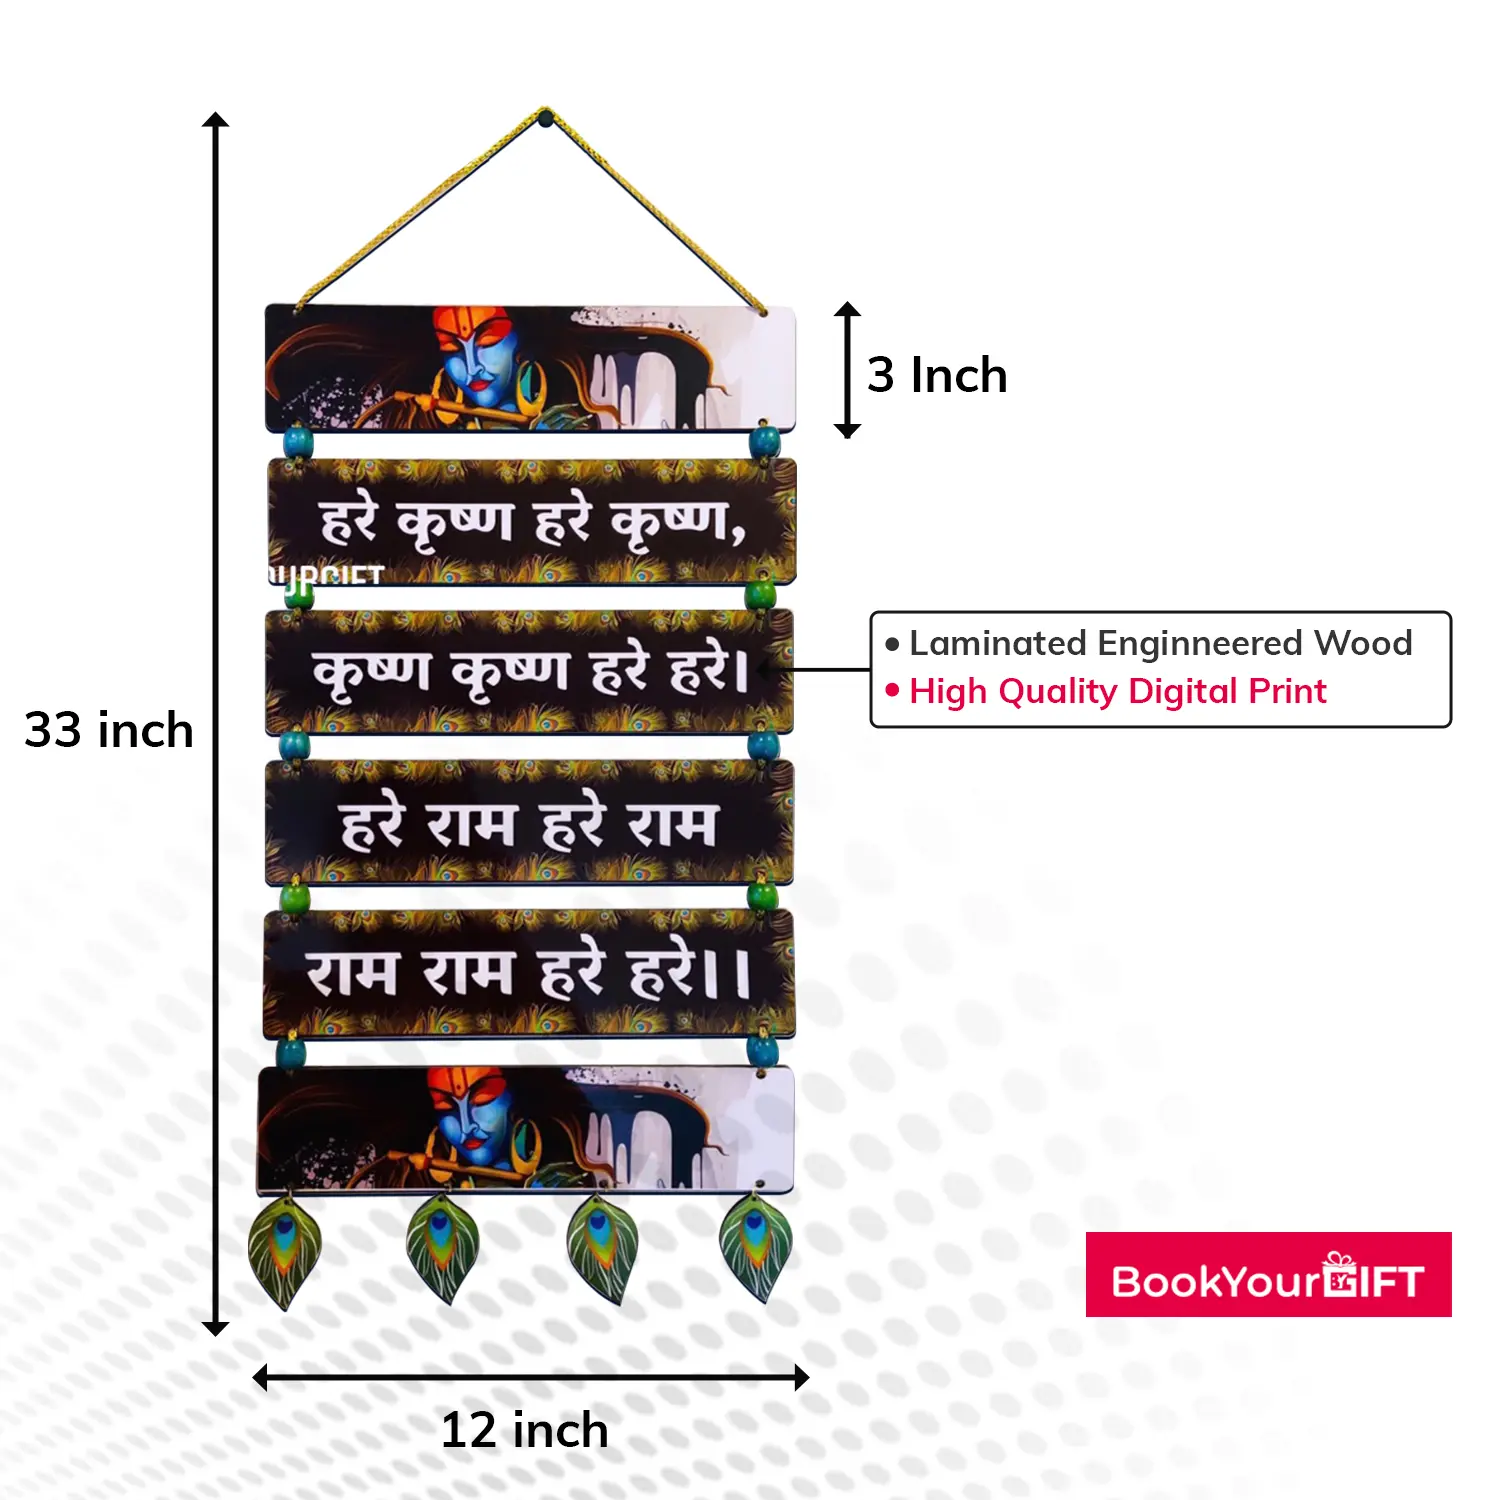 3 Inch
हरे कृष्ण हरे कृष्ण,
OURGIFT
कृष्ण कृष्ण हरे हरे।
• Laminated Enginneered Wood
• High Quality Digital Print
33 inch
हरे राम हरे राम
राम राम हरे हरे।।
BookYourGIFT
12 inch